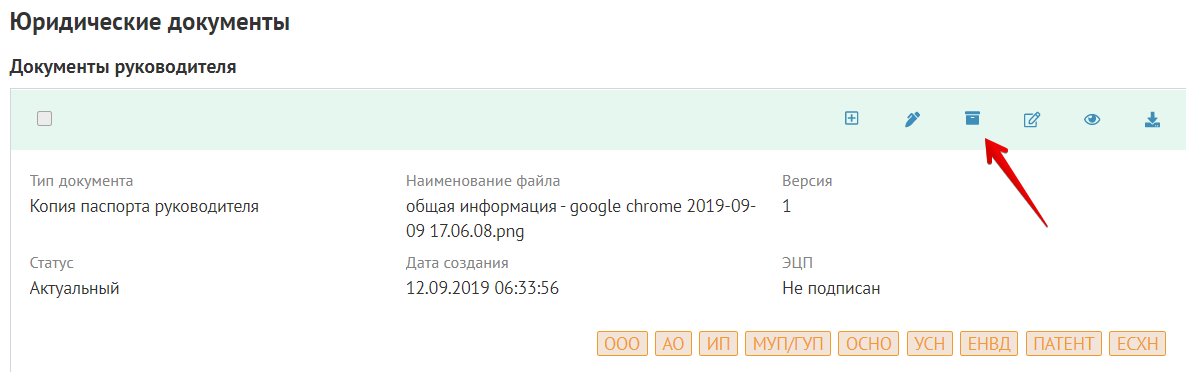 Юридические документы
Документы руководителя
Тип документа
Копия паспорта руководителя
Наименование файла
общая информация - google chrome 2019-09-
09 17.06.08.png
Версия
1
Статус
Актуальный
Дата создания
12.09.2019 06:33:56
ЭЦП
Не подписан
ООО АО ИП МУП/ГУП ОСНО УСН ЕНВД ПАТЕНТ ЕСХН